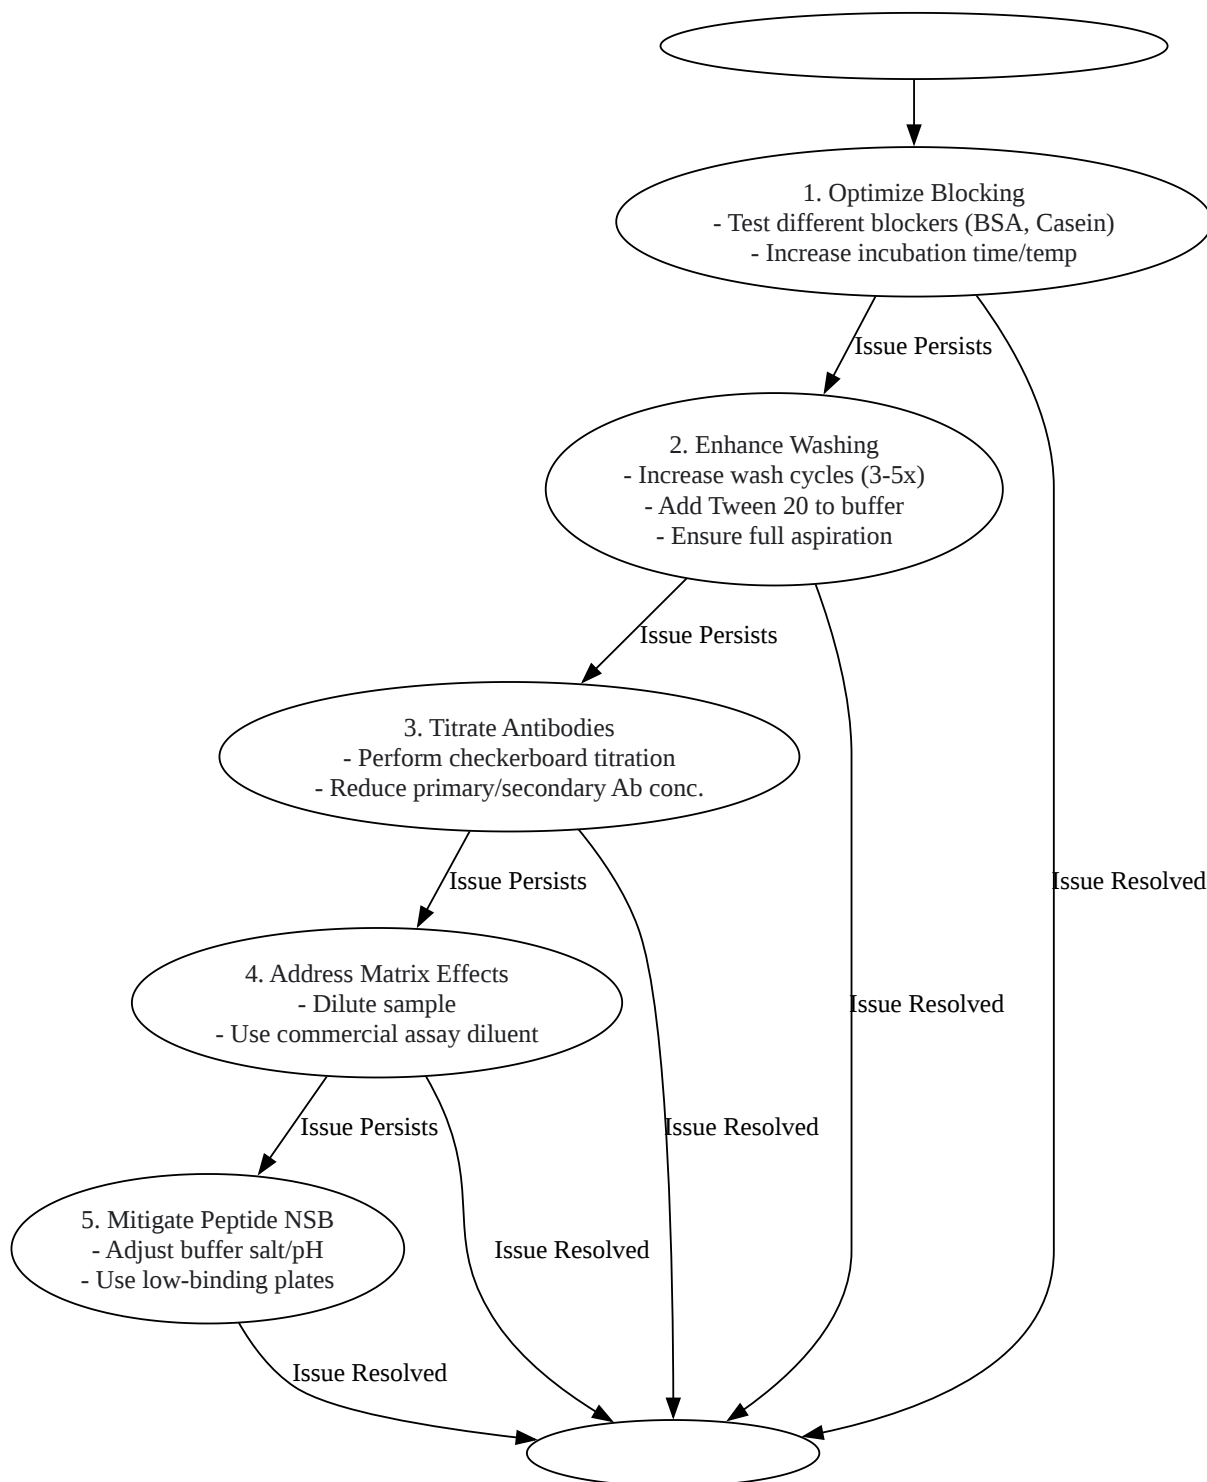 1. Optimize Blocking
- Test different blockers (BSA, Casein)
- Increase incubation time/temp
Issue Persists
2. Enhance Washing
- Increase wash cycles (3-5x)
- Add Tween 20 to buffer
- Ensure full aspiration
Issue Persists
3. Titrate Antibodies
- Perform checkerboard titration
- Reduce primary/secondary Ab conc.
Issue Persists
Issue Resolved
4. Address Matrix Effects
- Dilute sample
- Use commercial assay diluent
Issue Resolved
Issue Persists
Issue Resolved
5. Mitigate Peptide NSB
- Adjust buffer salt/pH
- Use low-binding plates
Issue Resolved
Issue Resolved